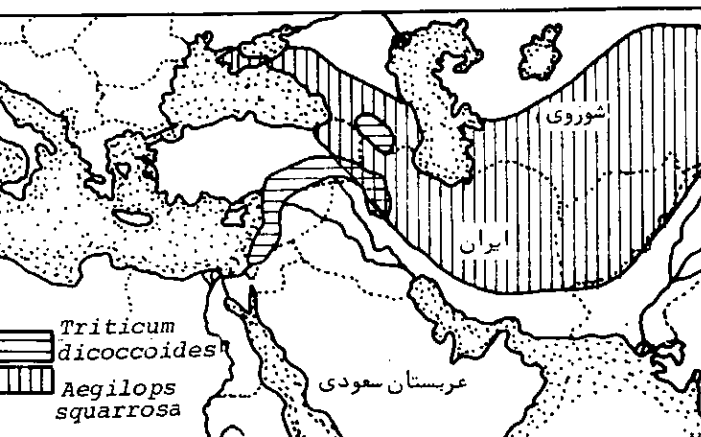 شوروی
ایران
Triticum
dicoccoides
Aegilops
squarrosa
عربستان سعودی